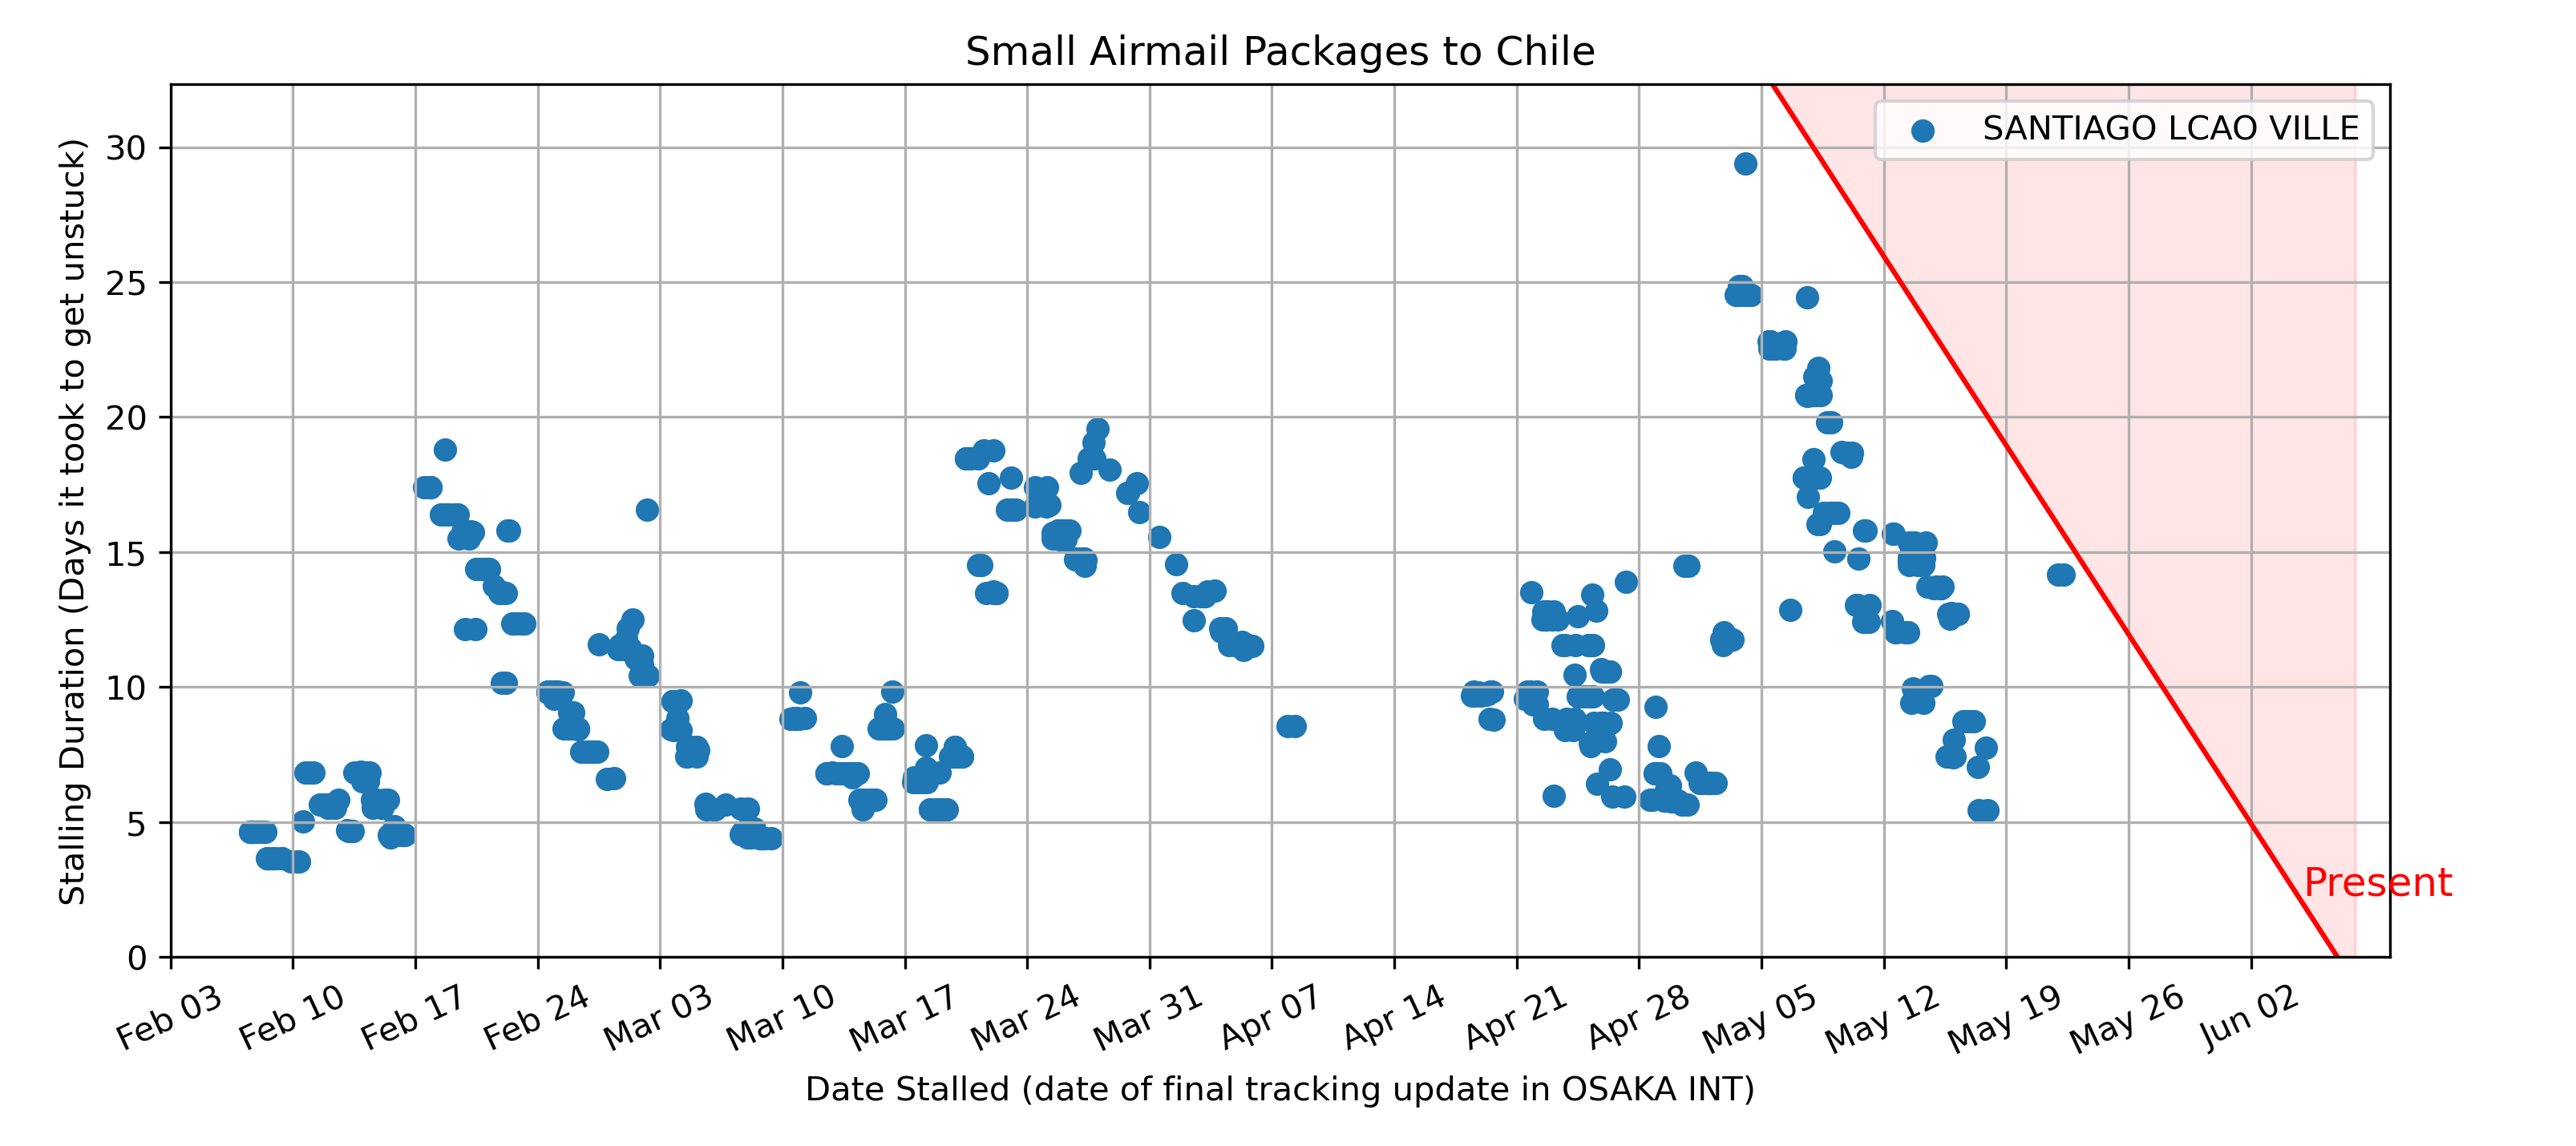 Small Airmail Packages to Chile
SANTIAGO LCAO VILLE
Stalling Duration (Days it took to get unstuck)
30
25
20
15
10
5
0
Present
Feb 03
Feb 10
Feb 17
Feb 24
Mar 03
Mar 10
Mar 17
Mar 24
Mar 31
Apr 07
Apr 14
Apr 21
Apr 28
May 05
May 12
May 19
May 26
Jun 02
Date Stalled (date of final tracking update in OSAKA INT)